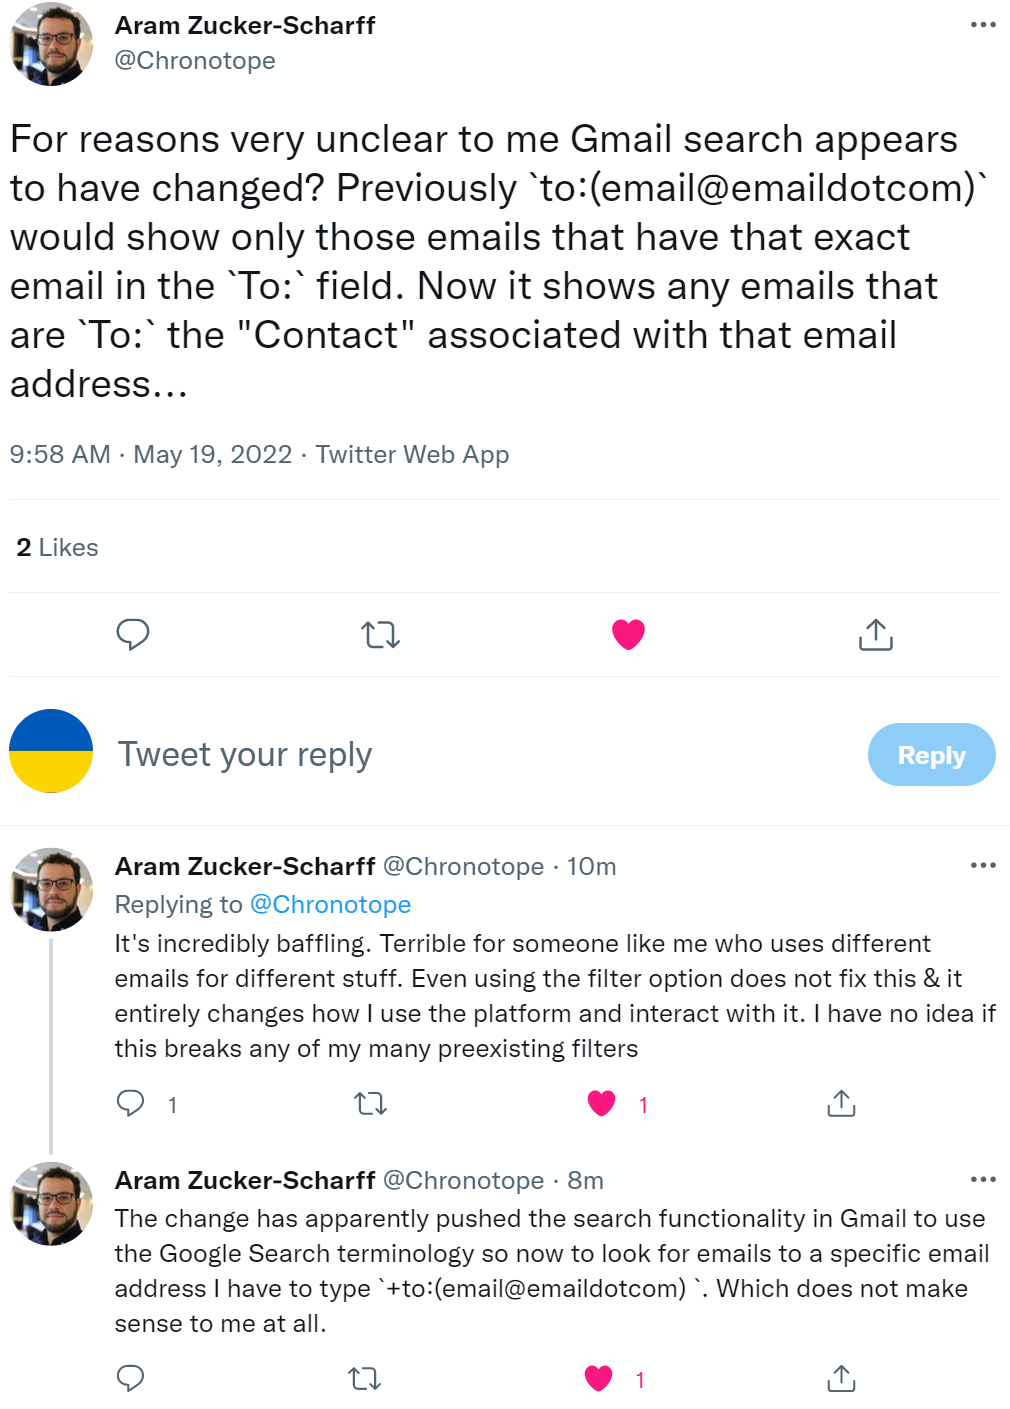 Aram Zucker-Scharff
@Chronotope
For reasons very unclear to me Gmail search appears
to have changed? Previously `to:(email@emaildotcom)`
would show only those emails that have that exact
email in the `To:` field. Now it shows any emails that
are `To:` the "Contact" associated with that email
address...
9:58 AM · May 19, 2022 · Twitter Web App
2 Likes
Tweet your reply
Reply
Aram Zucker-Scharff @Chronotope · 10m
Replying to @Chronotope
It's incredibly baffling. Terrible for someone like me who uses different
emails for different stuff. Even using the filter option does not fix this & it
entirely changes how I use the platform and interact with it. I have no idea if
this breaks any of my many preexisting filters
1 1
Aram Zucker-Scharff @Chronotope · 8m
The change has apparently pushed the search functionality in Gmail to use
the Google Search terminology so now to look for emails to a specific email
address I have to type `+to:(email@emaildotcom) `. Which does not make
sense to me at all.
1